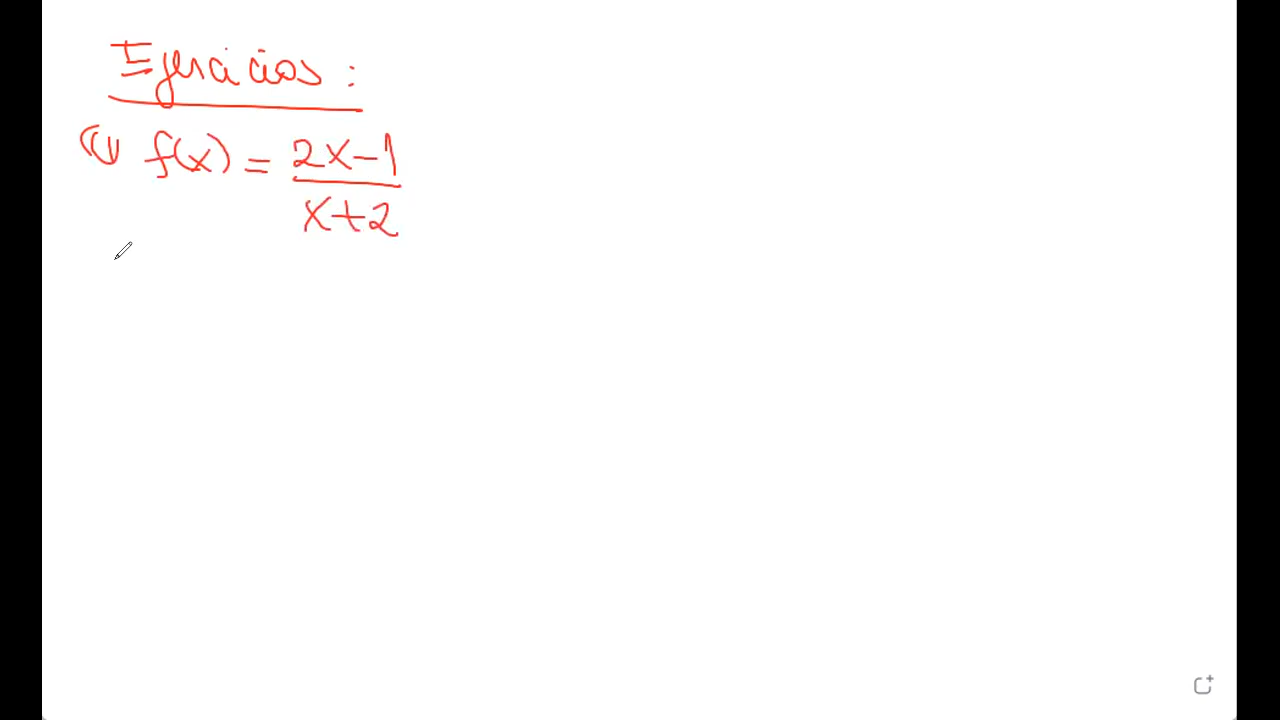 Ejercicios:
(1) f(x) = 2x-1
x+2